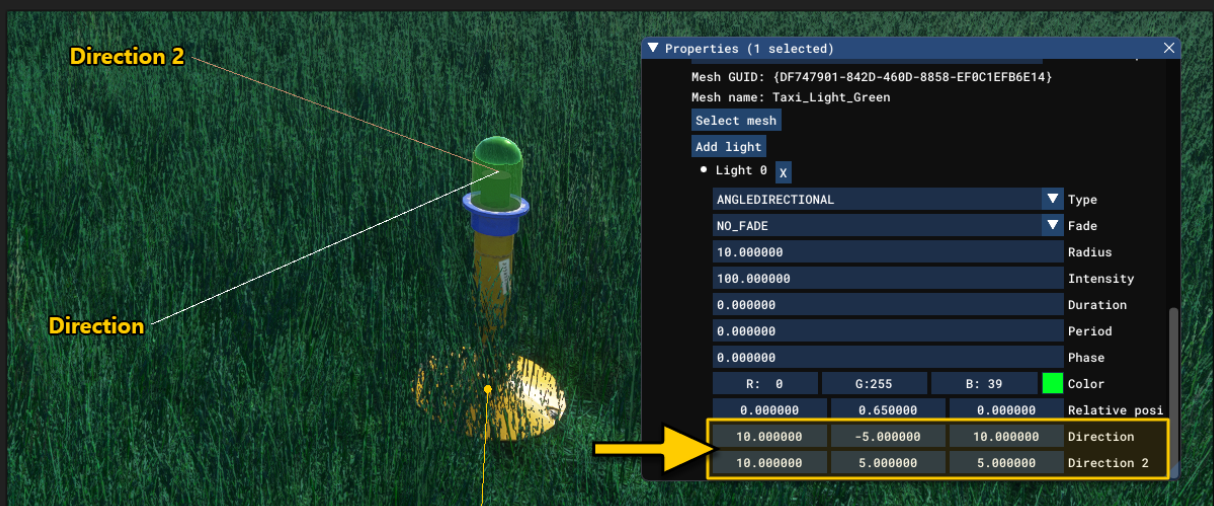 Direction 2
Direction
Properties (1 selected)
Mesh GUID: {DF747901-842D-460D-8858-EF0C1EFB6E14}
Mesh name: Taxi_Light_Green
Select mesh
Add light
Light 0 X
ANGLEDIRECTIONAL Type
NO_FADE Fade
10.000000 Radius
100.000000 Intensity
0.000000 Duration
0.000000 Period
0.000000 Phase
R: 0 G:255 B: 39 Color
0.000000 0.650000 0.000000 Relative posi
10.000000 -5.000000 10.000000 Direction
10.000000 5.000000 5.000000 Direction 2